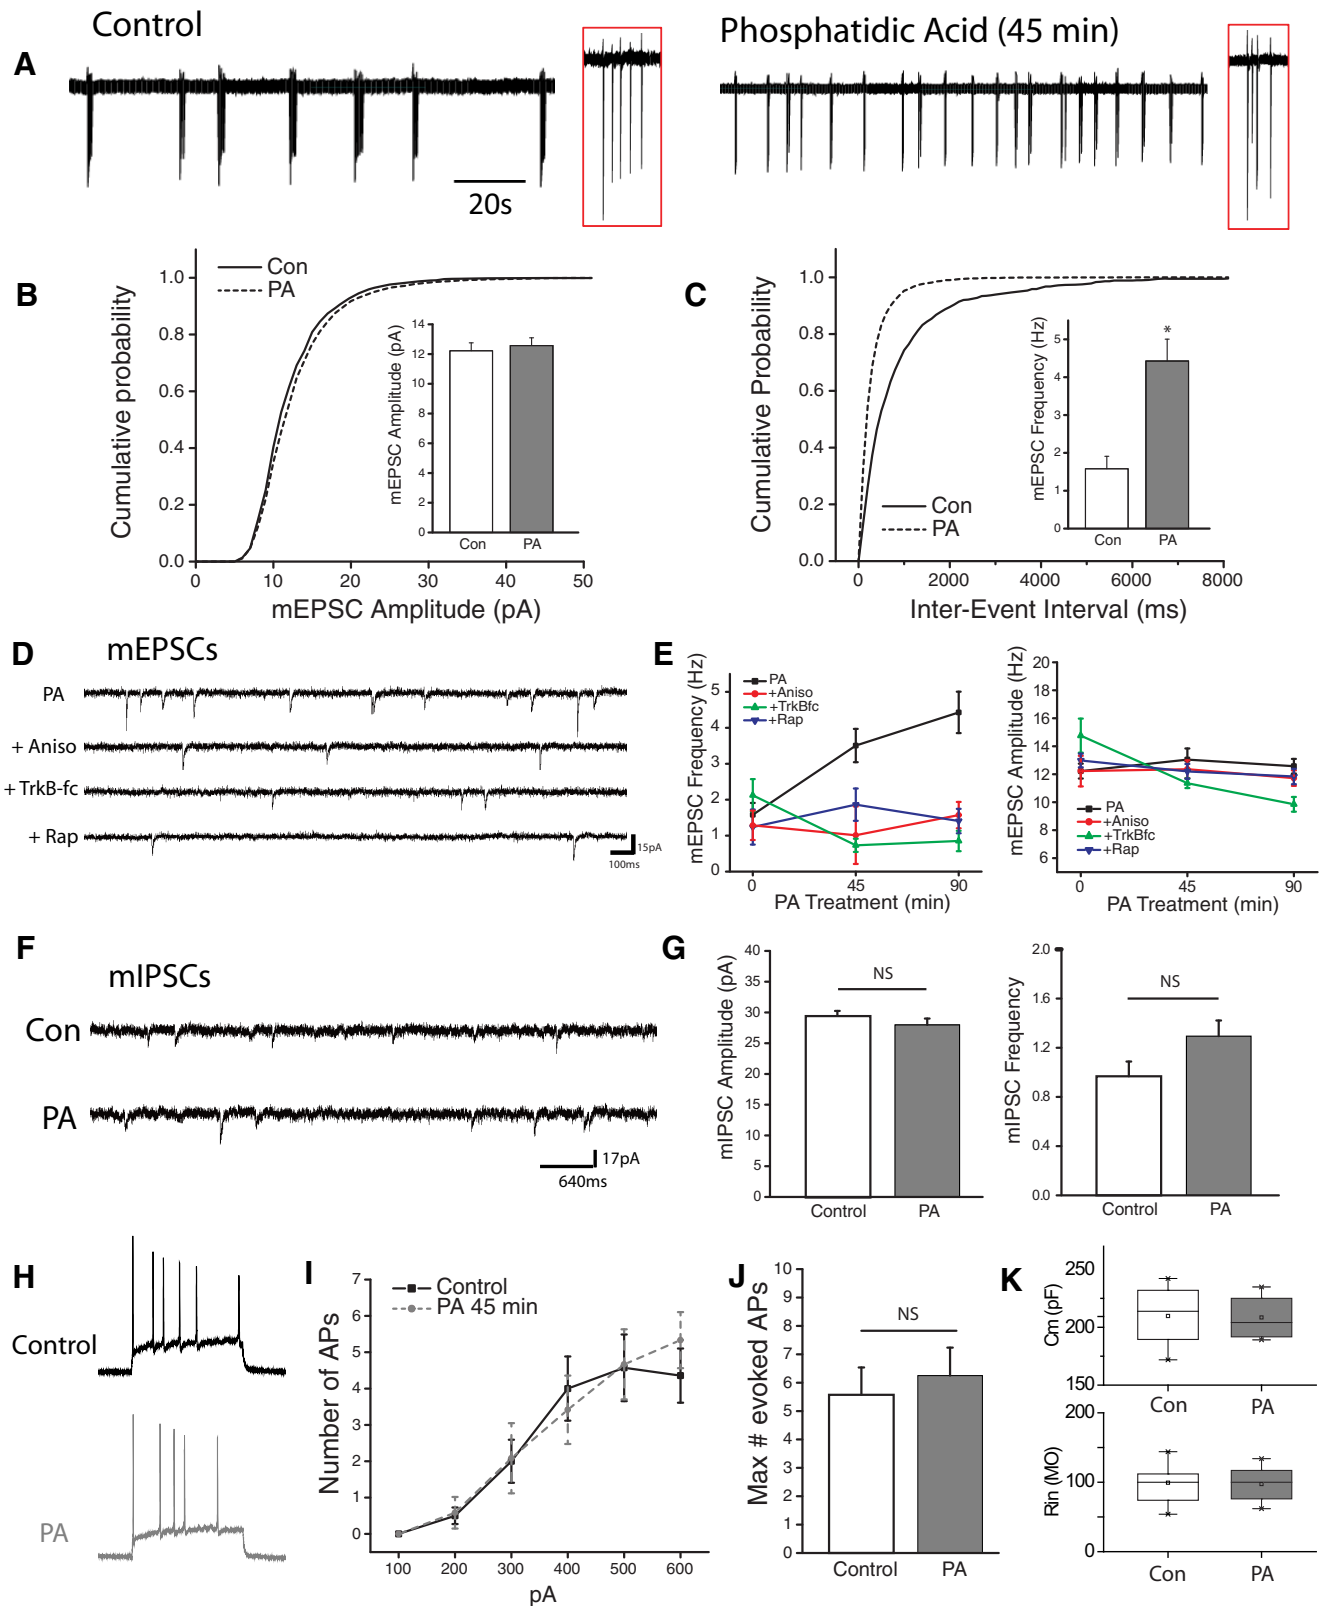 Control
Phosphatidic Acid (45 min)
A
20s
B
Cumulative probability
1.0
0.8
0.6
0.4
0.2
0.0
0 10 20 30 40 50
mEPSC Amplitude (pA)
Con
PA
mEPSC Amplitude (pA)
14
12
10
8
6
4
2
0
Con PA
C
Cumulative Probability
1.0
0.8
0.6
0.4
0.2
0.0
0 2000 4000 6000 8000
Inter-Event Interval (ms)
Con
PA
mEPSC Frequency (Hz)
5
4
3
2
1
0
*
Con PA
D
mEPSCs
PA
+ Aniso
+ TrkB-fc
+ Rap
15pA
100ms
E
mEPSC Frequency (Hz)
5
4
3
2
1
0
PA
+Aniso
+TrkBfc
+Rap
0 45 90
PA Treatment (min)
mEPSC Amplitude (Hz)
20
18
16
14
12
10
8
6
PA
+Aniso
+TrkBfc
+Rap
0 45 90
PA Treatment (min)
F
mIPSCs
Con
PA
17pA
640ms
G
mIPSC Amplitude (pA)
40
35
30
25
20
15
10
5
0
NS
Control PA
mIPSC Frequency
2.0
1.6
1.2
0.8
0.4
0.0
NS
Control PA
H
Control
PA
I
Number of APs
7
6
5
4
3
2
1
0
Control
PA 45 min
100 200 300 400 500 600
pA
J
Max # evoked APs
10
9
8
7
6
5
4
3
2
1
0
NS
Control PA
K
Cm (pF)
250
200
150
Con PA
Rin (MO)
200
100
0
Con PA